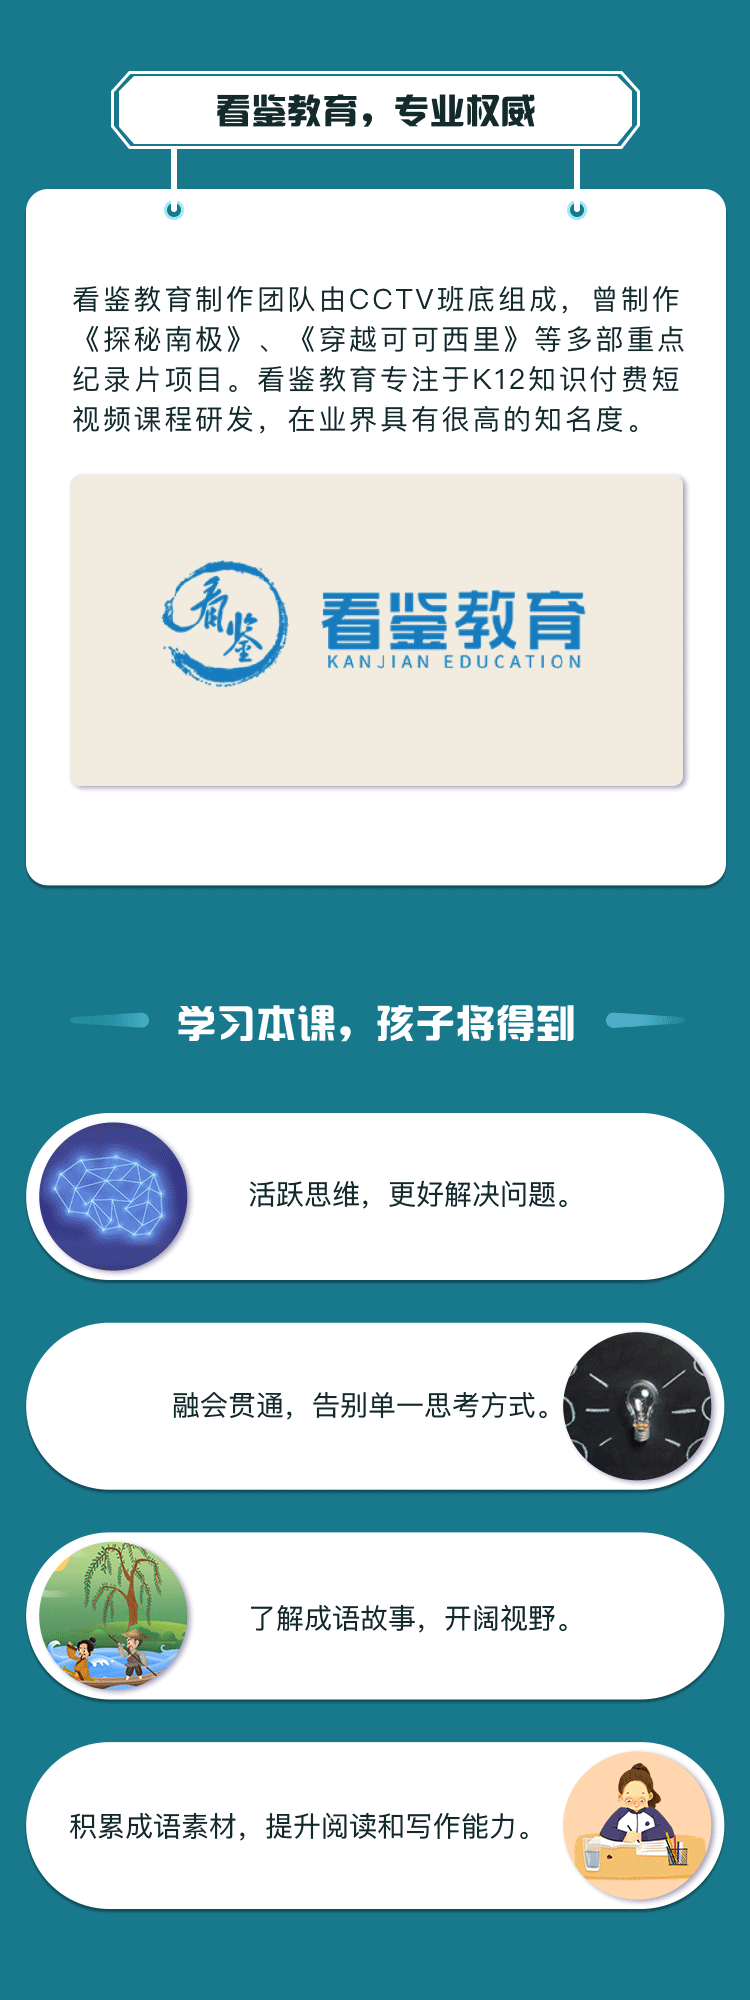 看鉴教育，专业权威
看鉴教育制作团队由CCTV班底组成，曾制作
《探秘南极》、《穿越可可西里》等多部重点
纪录片项目。看鉴教育专注于K12知识付费短
视频课程研发，在业界具有很高的知名度。
看鉴
看鉴教育
KANJIAN EDUCATION
学习本课，孩子将得到
活跃思维，更好解决问题。
融会贯通，告别单一思考方式。
了解成语故事，开阔视野。
积累成语素材，提升阅读和写作能力。